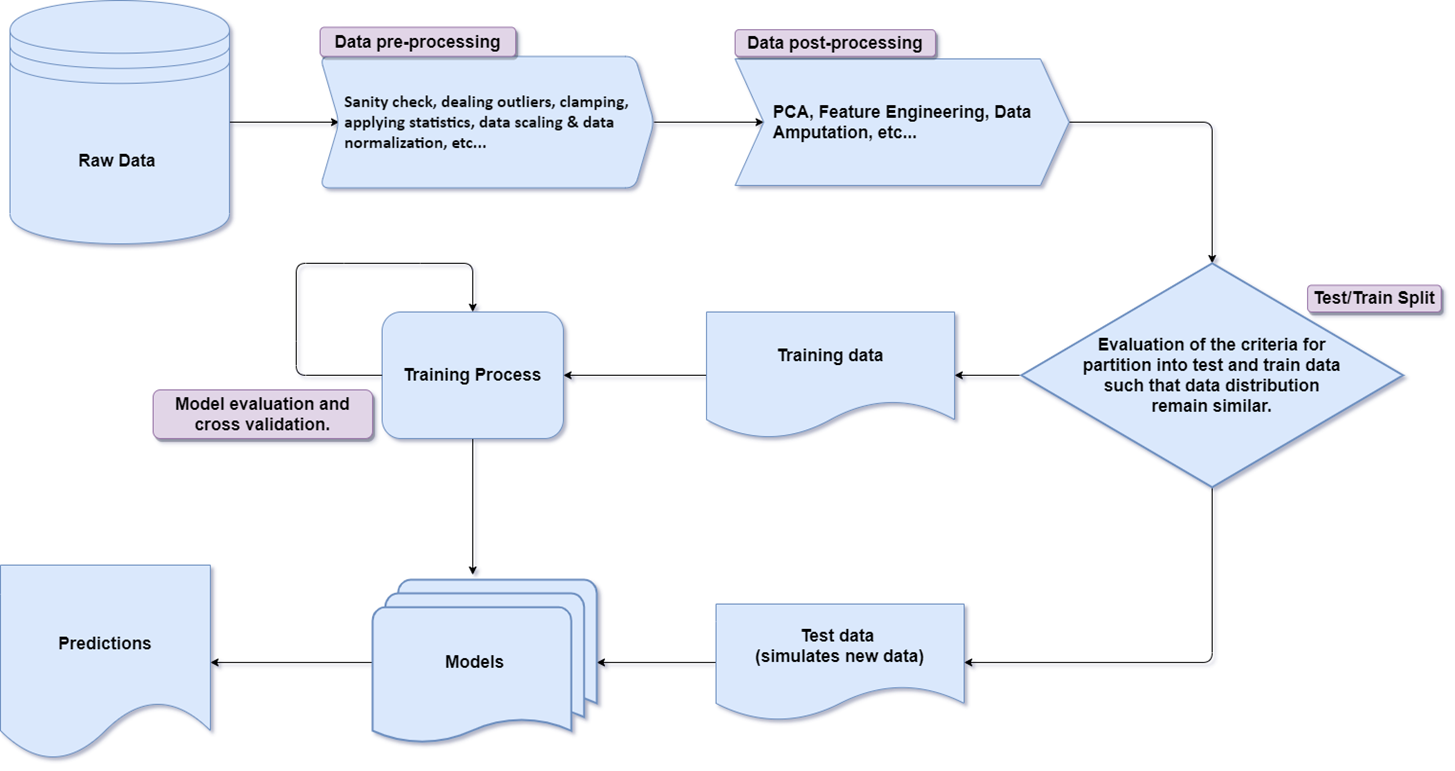 Data pre-processing
Data post-processing
Raw Data
Sanity check, dealing outliers, clamping,
applying statistics, data scaling & data
normalization, etc...
PCA, Feature Engineering, Data
Amputation, etc...
Test/Train Split
Evaluation of the criteria for
partition into test and train data
such that data distribution
remain similar.
Training data
Training Process
Model evaluation and
cross validation.
Predictions
Models
Test data
(simulates new data)